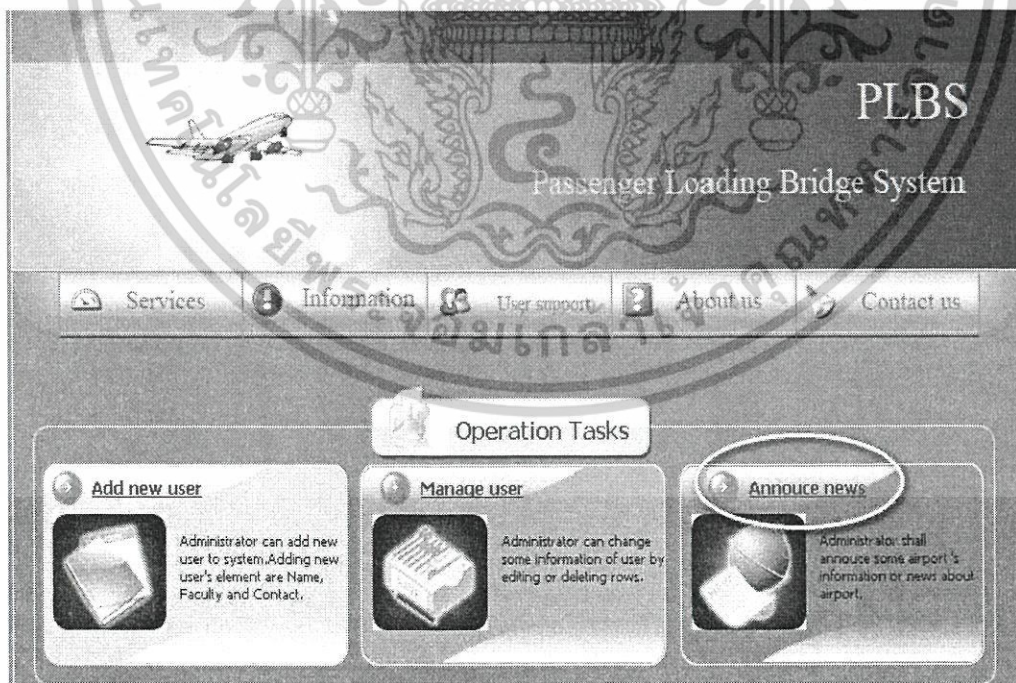 PLBS
Passenger Loading Bridge System
Services
Information
User support
About us
Contact us
Operation Tasks
Add new user
Administrator can add new
user to system.Adding new
user's element are Name,
Faculty and Contact.
Manage user
Administrator can change
some information of user by
editing or deleting rows.
Annouce news
Administrator shall
annouce some airport's
information or news about
airport.